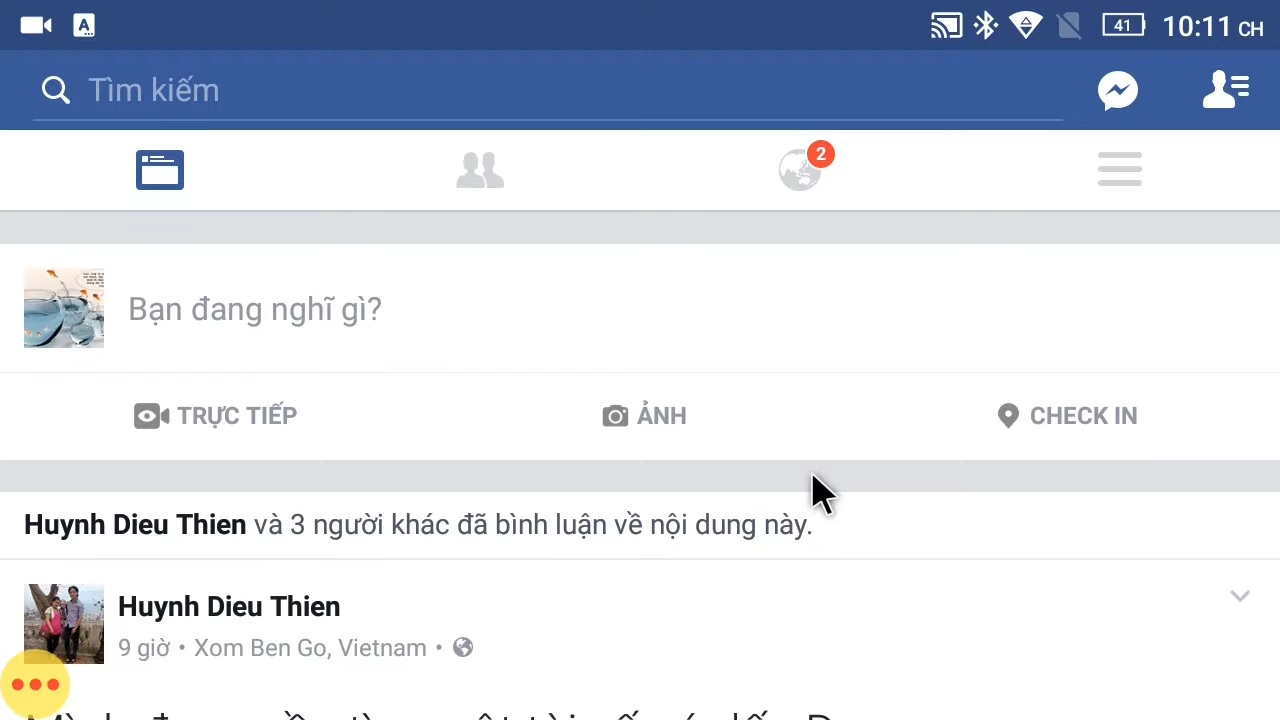 41 10:11 CH
Tìm kiếm
2
Bạn đang nghĩ gì?
TRỰC TIẾP ẢNH CHECK IN
Huynh Dieu Thien và 3 người khác đã bình luận về nội dung này.
Huynh Dieu Thien
9 giờ • Xom Ben Go, Vietnam •